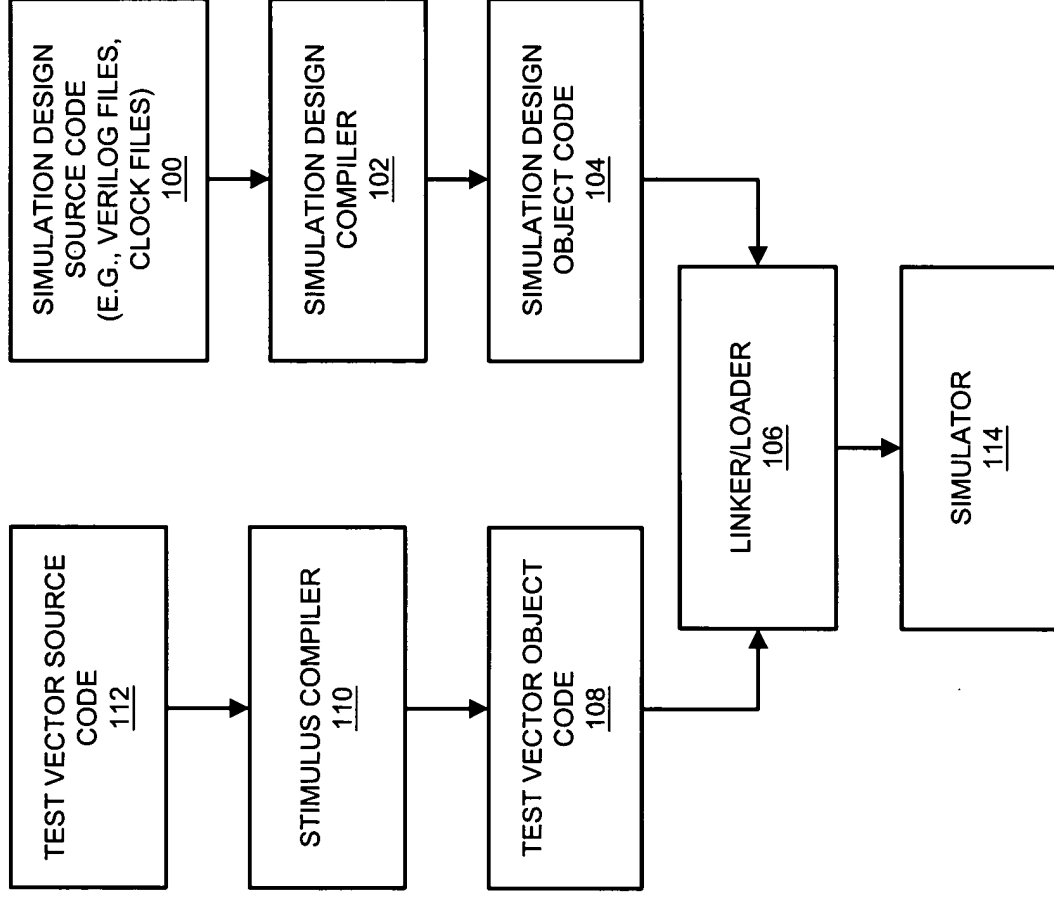 SIMULATION DESIGN
SOURCE CODE
(E.G., VERILOG FILES,
CLOCK FILES)
100
SIMULATION DESIGN
COMPILER
102
SIMULATION DESIGN
OBJECT CODE
104
TEST VECTOR SOURCE
CODE
112
STIMULUS COMPILER
110
TEST VECTOR OBJECT
CODE
108
LINKER/LOADER
106
SIMULATOR
114